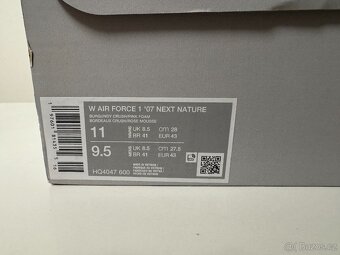 W AIR FORCE 1 '07 NEXT NATURE
BURGUNDY CRUSH/PINK FOAM
BORDEAUX CRUSH/ROSE MOUSSE
11 UK 8.5 CM 28
BR 41 EUR 43
9.5 UK 8.5 CM 27.5
BR 41 EUR 43
HQ4047 600